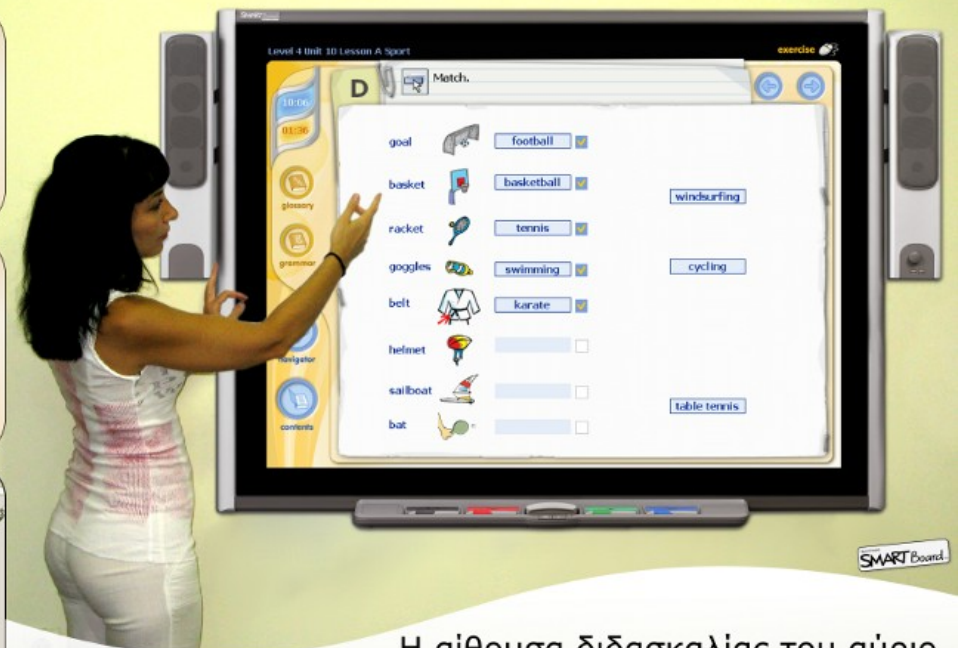 Level 4 Unit 10 Lesson A Sport
exercise
D
Match.
10:06
01:36
goal football
basket basketball
windsurfing
glossary
racket tennis
grammar
goggles swimming
cycling
belt karate
helmet
navigator
sailboat
table tennis
bat
contents
SMART Board
Η αίθουσα διδασκαλίας του αύριο